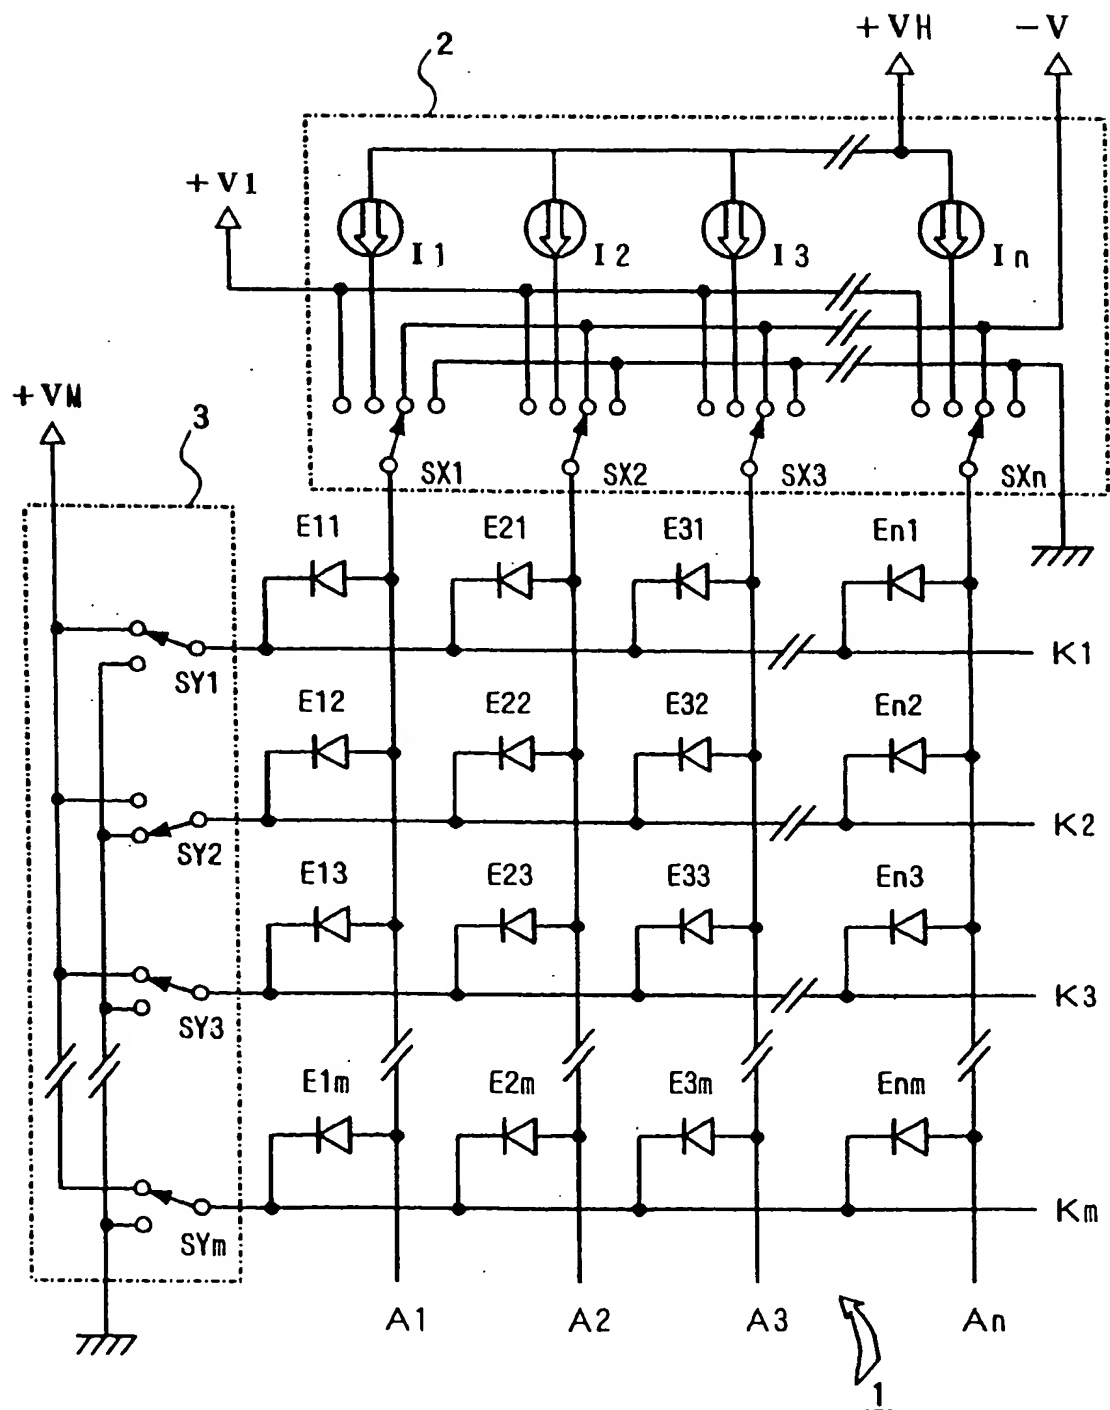 +VH -V
2
+V1
I1 I2 I3 In
+VM
3
SX1 SX2 SX3 SXn
E11 E21 E31 En1
SY1 K1
E12 E22 E32 En2
SY2 K2
E13 E23 E33 En3
SY3 K3
E1m E2m E3m Enm
SYm Km
A1 A2 A3 An
1